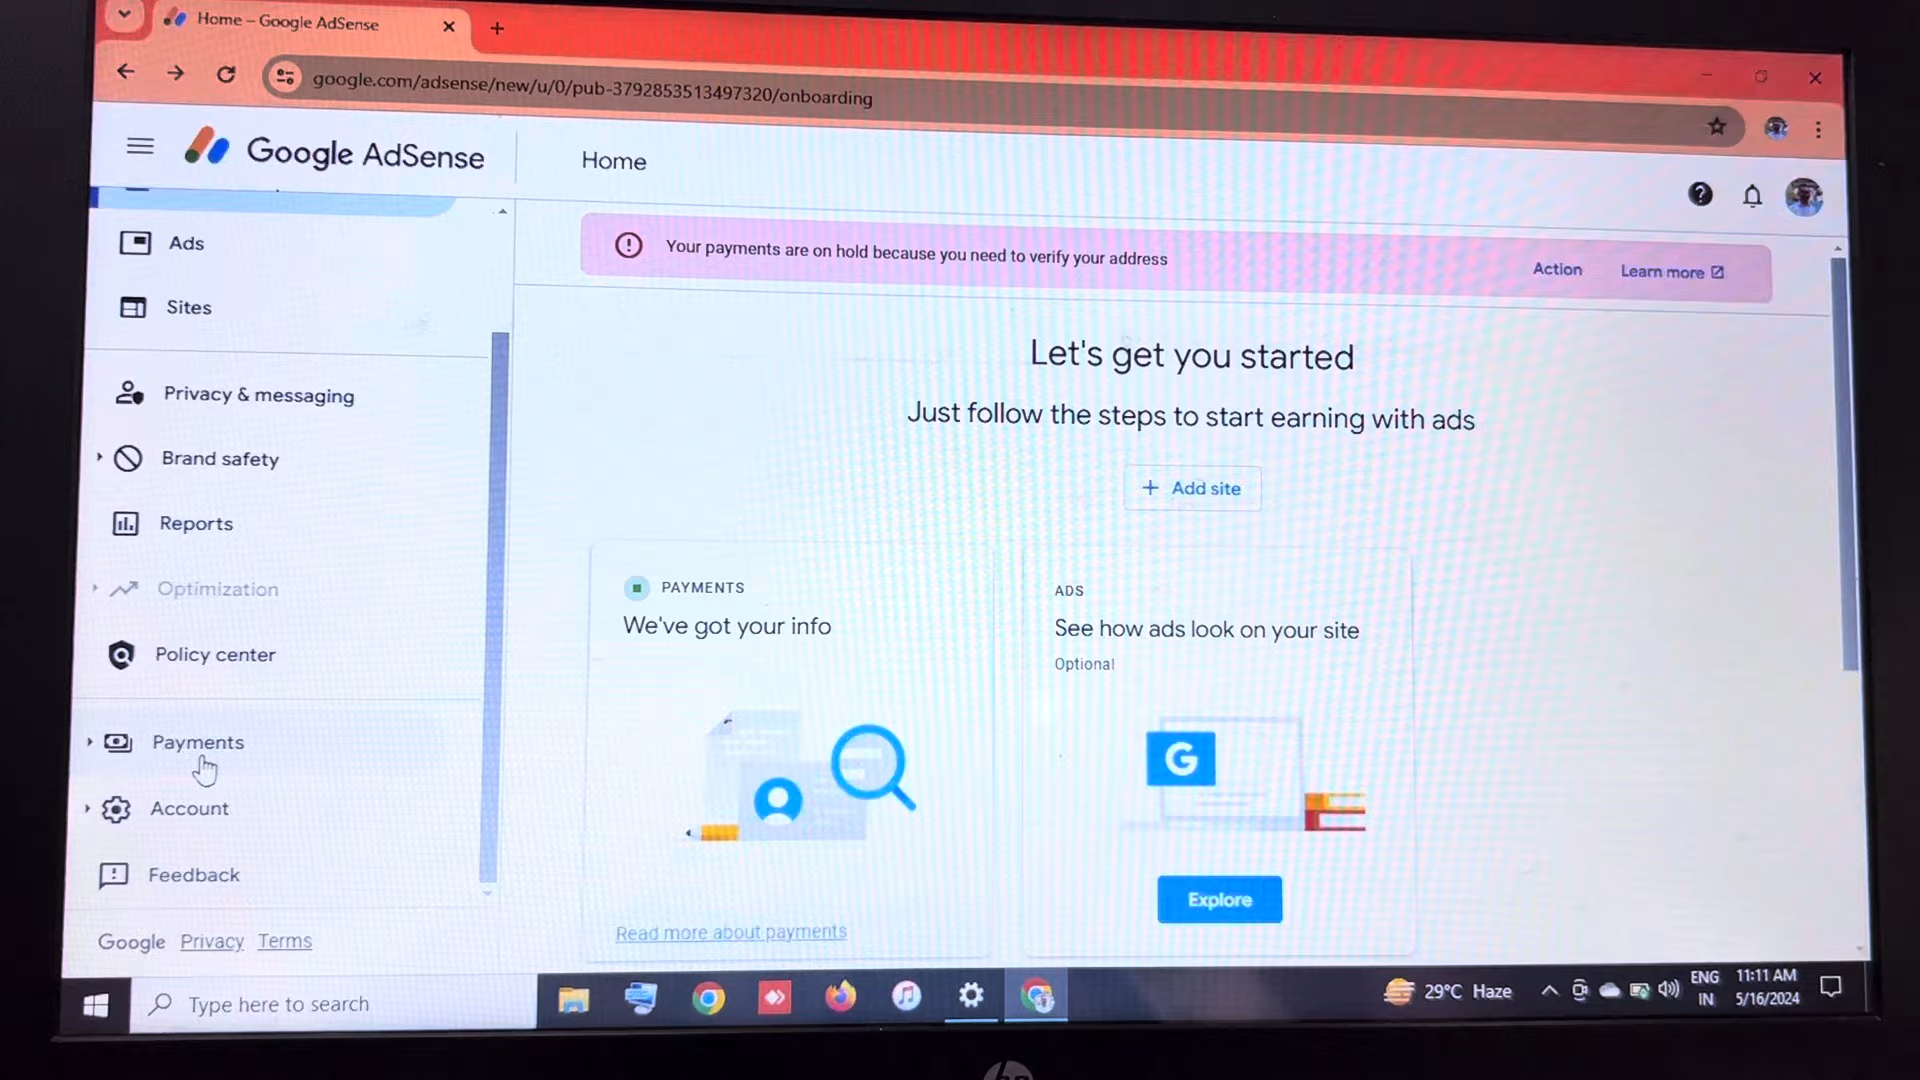 Home – Google AdSense
google.com/adsense/new/u/0/pub-3792853513497320/onboarding
Google AdSense
Home
Ads
Sites
Privacy & messaging
Brand safety
Reports
Optimization
Policy center
Payments
Account
Feedback
Google Privacy Terms
Your payments are on hold because you need to verify your address
Action
Learn more
Let's get you started
Just follow the steps to start earning with ads
+ Add site
PAYMENTS
We've got your info
Read more about payments
ADS
See how ads look on your site
Optional
G
Explore
Type here to search
29°C Haze
ENG
IN
11:11 AM
5/16/2024
hp